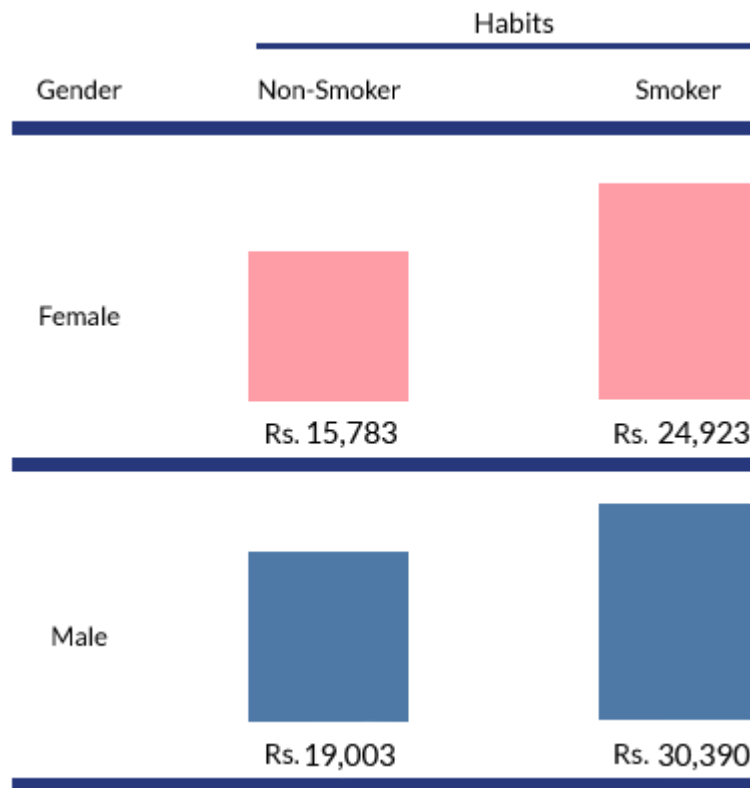 Habits
Gender Non-Smoker Smoker
Female
Rs. 15,783 Rs. 24,923
Male
Rs. 19,003 Rs. 30,390